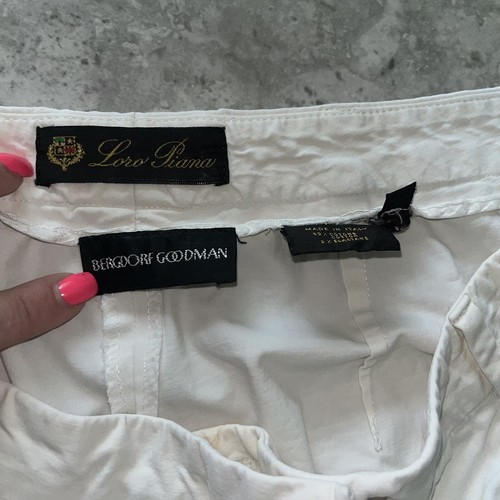 Loro Piana
BERGDORF GOODMAN
MADE IN ITALY